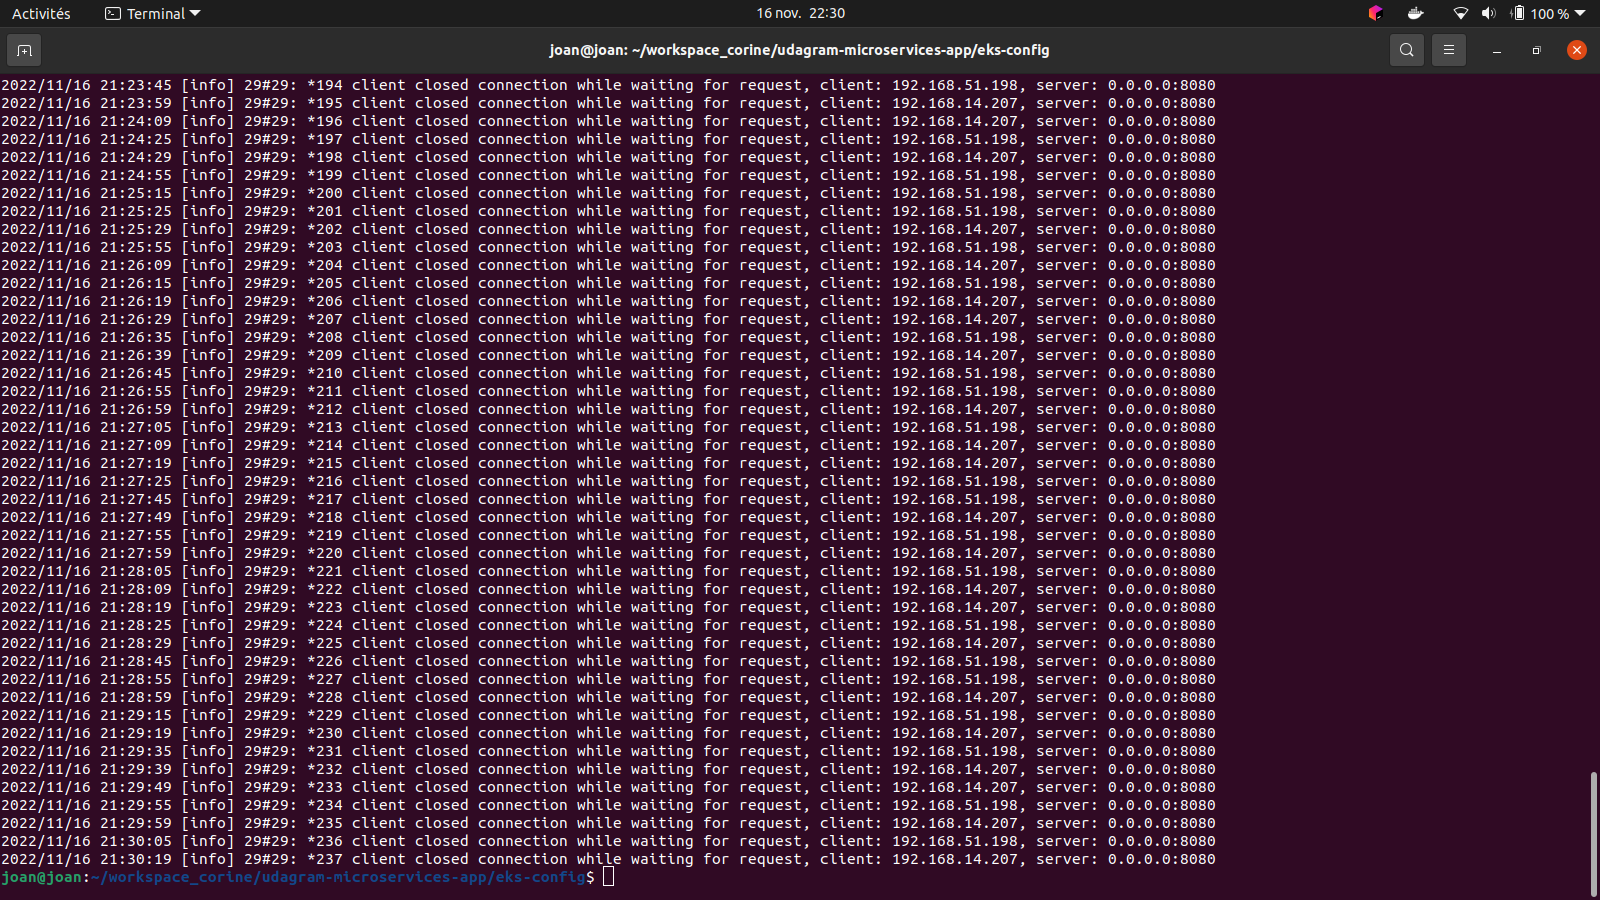 Activités
Terminal
16 nov. 22:30
100 %
joan@joan: ~/workspace_corine/udagram-microservices-app/eks-config
2022/11/16 21:23:45 [info] 29#29: *194 client closed connection while waiting for request, client: 192.168.51.198, server: 0.0.0.0:8080
2022/11/16 21:23:59 [info] 29#29: *195 client closed connection while waiting for request, client: 192.168.14.207, server: 0.0.0.0:8080
2022/11/16 21:24:09 [info] 29#29: *196 client closed connection while waiting for request, client: 192.168.14.207, server: 0.0.0.0:8080
2022/11/16 21:24:25 [info] 29#29: *197 client closed connection while waiting for request, client: 192.168.51.198, server: 0.0.0.0:8080
2022/11/16 21:24:29 [info] 29#29: *198 client closed connection while waiting for request, client: 192.168.14.207, server: 0.0.0.0:8080
2022/11/16 21:24:55 [info] 29#29: *199 client closed connection while waiting for request, client: 192.168.51.198, server: 0.0.0.0:8080
2022/11/16 21:25:15 [info] 29#29: *200 client closed connection while waiting for request, client: 192.168.51.198, server: 0.0.0.0:8080
2022/11/16 21:25:25 [info] 29#29: *201 client closed connection while waiting for request, client: 192.168.51.198, server: 0.0.0.0:8080
2022/11/16 21:25:29 [info] 29#29: *202 client closed connection while waiting for request, client: 192.168.14.207, server: 0.0.0.0:8080
2022/11/16 21:25:55 [info] 29#29: *203 client closed connection while waiting for request, client: 192.168.51.198, server: 0.0.0.0:8080
2022/11/16 21:26:09 [info] 29#29: *204 client closed connection while waiting for request, client: 192.168.14.207, server: 0.0.0.0:8080
2022/11/16 21:26:15 [info] 29#29: *205 client closed connection while waiting for request, client: 192.168.51.198, server: 0.0.0.0:8080
2022/11/16 21:26:19 [info] 29#29: *206 client closed connection while waiting for request, client: 192.168.14.207, server: 0.0.0.0:8080
2022/11/16 21:26:29 [info] 29#29: *207 client closed connection while waiting for request, client: 192.168.14.207, server: 0.0.0.0:8080
2022/11/16 21:26:35 [info] 29#29: *208 client closed connection while waiting for request, client: 192.168.51.198, server: 0.0.0.0:8080
2022/11/16 21:26:39 [info] 29#29: *209 client closed connection while waiting for request, client: 192.168.14.207, server: 0.0.0.0:8080
2022/11/16 21:26:45 [info] 29#29: *210 client closed connection while waiting for request, client: 192.168.51.198, server: 0.0.0.0:8080
2022/11/16 21:26:55 [info] 29#29: *211 client closed connection while waiting for request, client: 192.168.51.198, server: 0.0.0.0:8080
2022/11/16 21:26:59 [info] 29#29: *212 client closed connection while waiting for request, client: 192.168.14.207, server: 0.0.0.0:8080
2022/11/16 21:27:05 [info] 29#29: *213 client closed connection while waiting for request, client: 192.168.51.198, server: 0.0.0.0:8080
2022/11/16 21:27:09 [info] 29#29: *214 client closed connection while waiting for request, client: 192.168.14.207, server: 0.0.0.0:8080
2022/11/16 21:27:19 [info] 29#29: *215 client closed connection while waiting for request, client: 192.168.14.207, server: 0.0.0.0:8080
2022/11/16 21:27:25 [info] 29#29: *216 client closed connection while waiting for request, client: 192.168.51.198, server: 0.0.0.0:8080
2022/11/16 21:27:45 [info] 29#29: *217 client closed connection while waiting for request, client: 192.168.51.198, server: 0.0.0.0:8080
2022/11/16 21:27:49 [info] 29#29: *218 client closed connection while waiting for request, client: 192.168.14.207, server: 0.0.0.0:8080
2022/11/16 21:27:55 [info] 29#29: *219 client closed connection while waiting for request, client: 192.168.51.198, server: 0.0.0.0:8080
2022/11/16 21:27:59 [info] 29#29: *220 client closed connection while waiting for request, client: 192.168.14.207, server: 0.0.0.0:8080
2022/11/16 21:28:05 [info] 29#29: *221 client closed connection while waiting for request, client: 192.168.51.198, server: 0.0.0.0:8080
2022/11/16 21:28:09 [info] 29#29: *222 client closed connection while waiting for request, client: 192.168.14.207, server: 0.0.0.0:8080
2022/11/16 21:28:19 [info] 29#29: *223 client closed connection while waiting for request, client: 192.168.14.207, server: 0.0.0.0:8080
2022/11/16 21:28:25 [info] 29#29: *224 client closed connection while waiting for request, client: 192.168.51.198, server: 0.0.0.0:8080
2022/11/16 21:28:29 [info] 29#29: *225 client closed connection while waiting for request, client: 192.168.14.207, server: 0.0.0.0:8080
2022/11/16 21:28:45 [info] 29#29: *226 client closed connection while waiting for request, client: 192.168.51.198, server: 0.0.0.0:8080
2022/11/16 21:28:55 [info] 29#29: *227 client closed connection while waiting for request, client: 192.168.51.198, server: 0.0.0.0:8080
2022/11/16 21:28:59 [info] 29#29: *228 client closed connection while waiting for request, client: 192.168.14.207, server: 0.0.0.0:8080
2022/11/16 21:29:15 [info] 29#29: *229 client closed connection while waiting for request, client: 192.168.51.198, server: 0.0.0.0:8080
2022/11/16 21:29:19 [info] 29#29: *230 client closed connection while waiting for request, client: 192.168.14.207, server: 0.0.0.0:8080
2022/11/16 21:29:35 [info] 29#29: *231 client closed connection while waiting for request, client: 192.168.51.198, server: 0.0.0.0:8080
2022/11/16 21:29:39 [info] 29#29: *232 client closed connection while waiting for request, client: 192.168.14.207, server: 0.0.0.0:8080
2022/11/16 21:29:49 [info] 29#29: *233 client closed connection while waiting for request, client: 192.168.14.207, server: 0.0.0.0:8080
2022/11/16 21:29:55 [info] 29#29: *234 client closed connection while waiting for request, client: 192.168.51.198, server: 0.0.0.0:8080
2022/11/16 21:29:59 [info] 29#29: *235 client closed connection while waiting for request, client: 192.168.14.207, server: 0.0.0.0:8080
2022/11/16 21:30:05 [info] 29#29: *236 client closed connection while waiting for request, client: 192.168.51.198, server: 0.0.0.0:8080
2022/11/16 21:30:19 [info] 29#29: *237 client closed connection while waiting for request, client: 192.168.14.207, server: 0.0.0.0:8080
joan@joan:~/workspace_corine/udagram-microservices-app/eks-config$